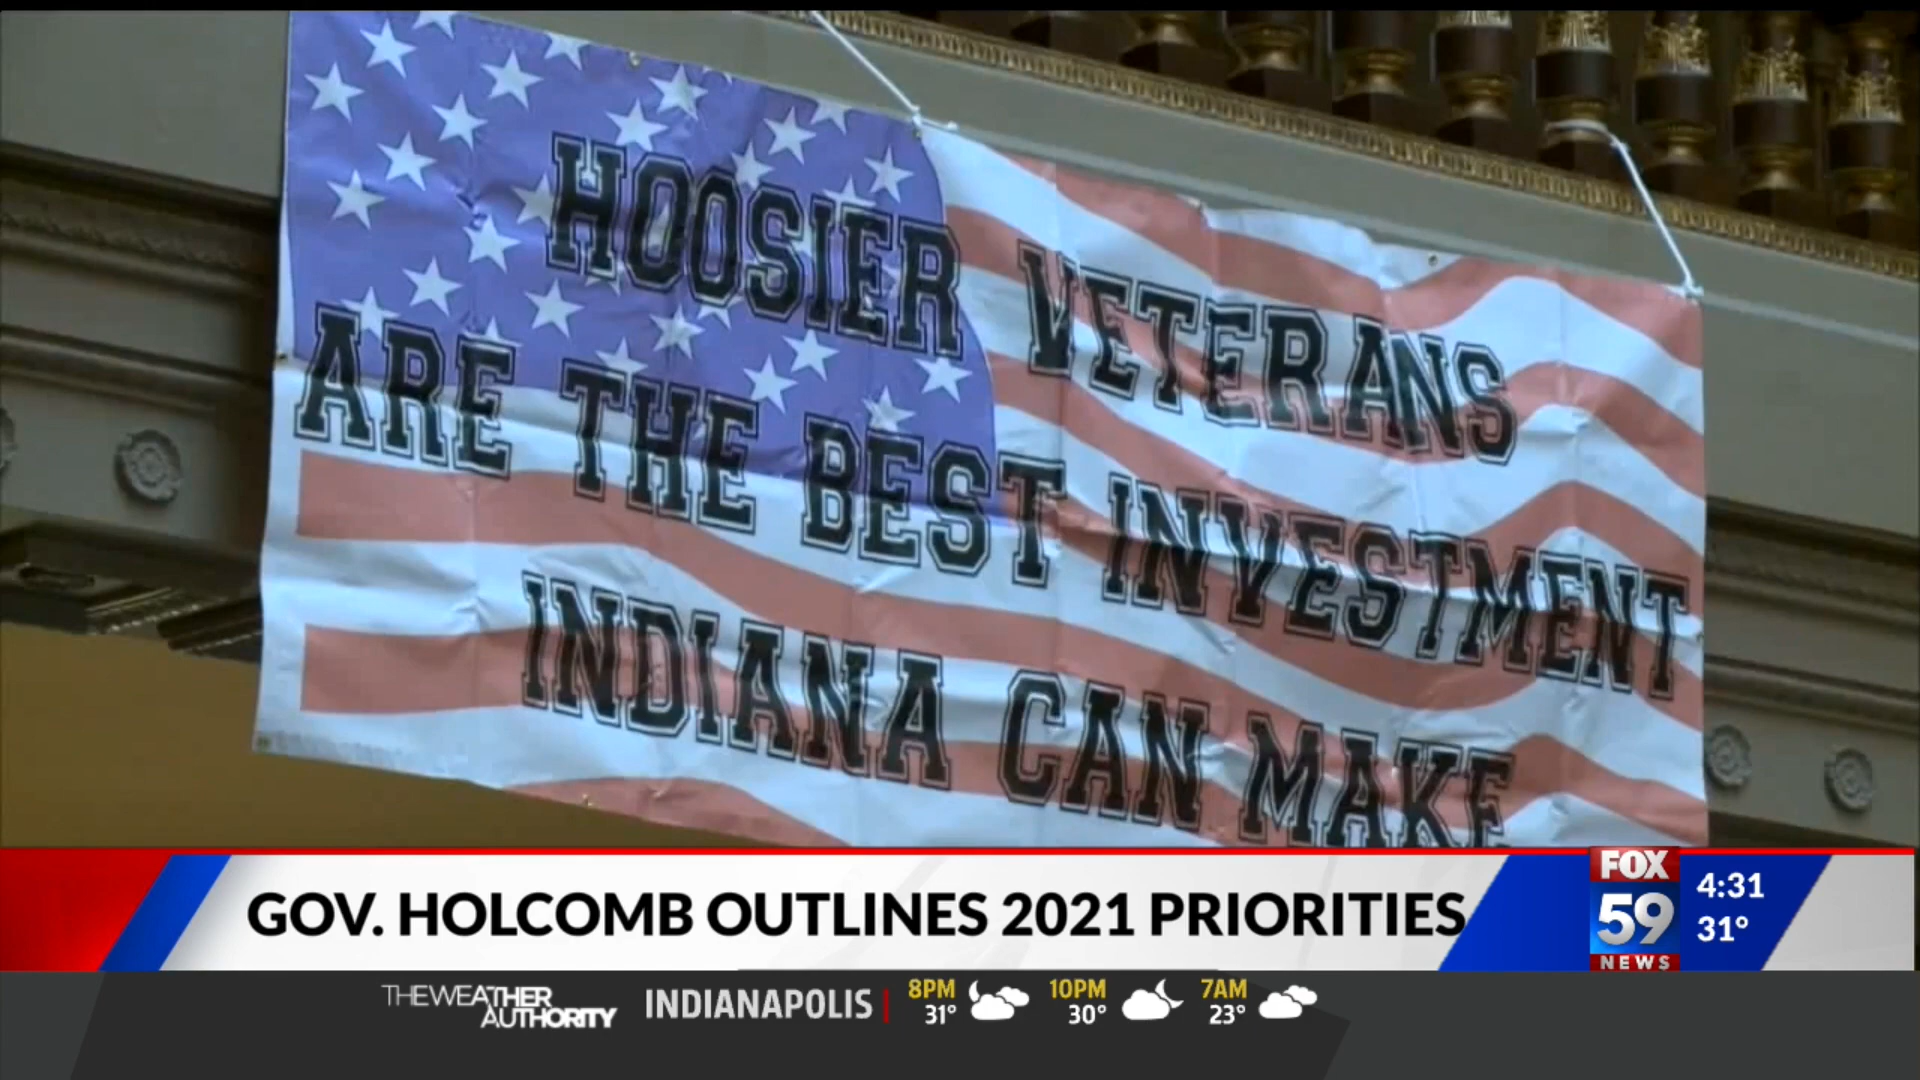 HOOSIER VETERANS
ARE THE BEST INVESTMENT
INDIANA CAN MAKE
GOV. HOLCOMB OUTLINES 2021 PRIORITIES
FOX
59
NEWS
4:31
31°
THE WEATHER
AUTHORITY
INDIANAPOLIS
8PM
31°
10PM
30°
7AM
23°